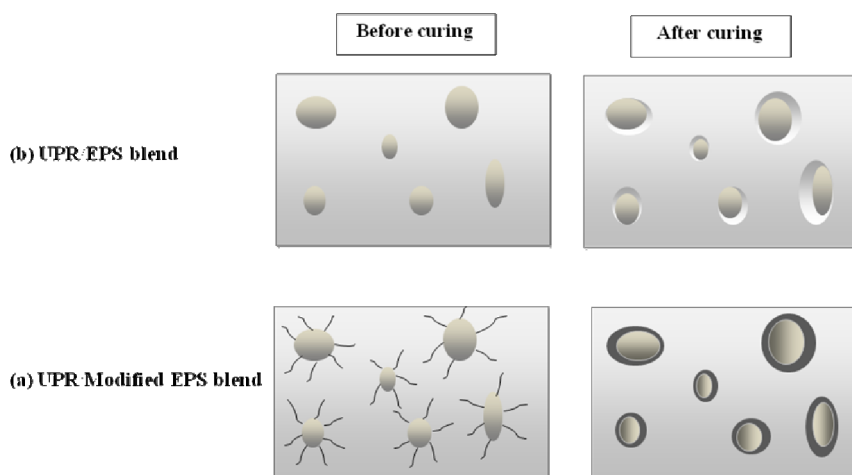 Before curing
After curing
(b) UPR/EPS blend
(a) UPR/Modified EPS blend